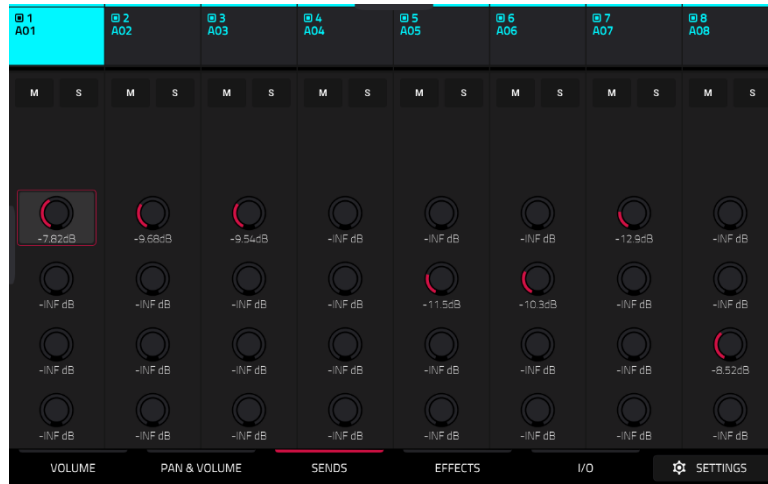 1 2 3 4 5 6 7 8
A01 A02 A03 A04 A05 A06 A07 A08
M S M S M S M S M S M S M S M S
-7.82dB -9.68dB -9.54dB -INF dB -INF dB -INF dB -12.9dB -INF dB
-INF dB -INF dB -INF dB -INF dB -11.5dB -10.3dB -INF dB -INF dB
-INF dB -INF dB -INF dB -INF dB -INF dB -INF dB -INF dB -8.52dB
-INF dB -INF dB -INF dB -INF dB -INF dB -INF dB -INF dB -INF dB
VOLUME PAN & VOLUME SENDS EFFECTS I/O SETTINGS